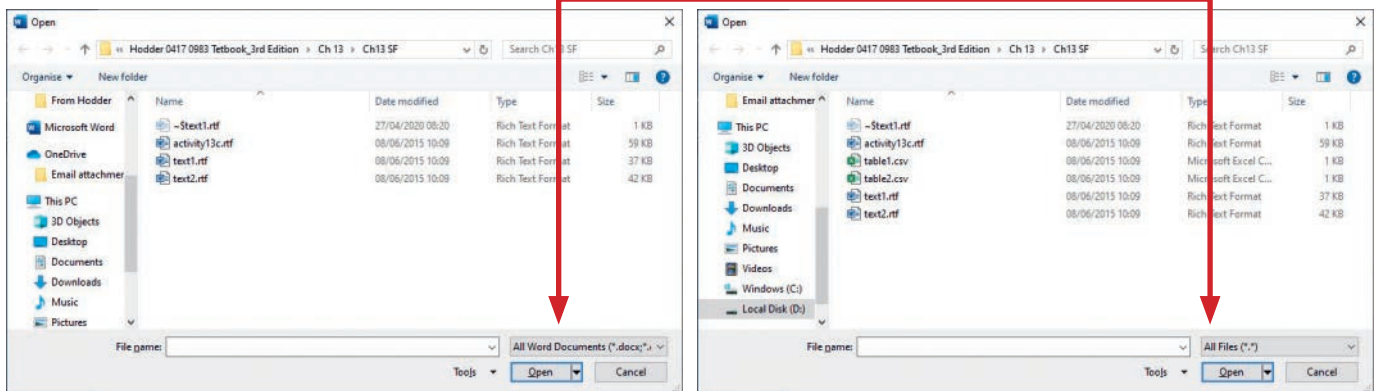 Open
« Hodder 0417 0983 Tetbook_3rd Edition › Ch 13 › Ch13 SF
Search Ch13 SF
Organise
New folder
From Hodder
Microsoft Word
OneDrive
Email attachmer
This PC
3D Objects
Desktop
Documents
Downloads
Music
Pictures
Name Date modified Type Size
~$text1.rtf 27/04/2020 08:20 Rich Text Format 1 KB
activity13c.rtf 08/06/2015 10:09 Rich Text Format 59 KB
text1.rtf 08/06/2015 10:09 Rich Text Format 37 KB
text2.rtf 08/06/2015 10:09 Rich Text Format 42 KB
File name:
All Word Documents (*.docx;*.
Tools Open Cancel
Open
« Hodder 0417 0983 Tetbook_3rd Edition › Ch 13 › Ch13 SF
Search Ch13 SF
Organise
New folder
Email attachmer
This PC
3D Objects
Desktop
Documents
Downloads
Music
Pictures
Videos
Windows (C:)
Local Disk (D:)
Name Date modified Type Size
~$text1.rtf 27/04/2020 08:20 Rich Text Format 1 KB
activity13c.rtf 08/06/2015 10:09 Rich Text Format 59 KB
table1.csv 08/06/2015 10:09 Microsoft Excel C... 1 KB
table2.csv 08/06/2015 10:09 Microsoft Excel C... 1 KB
text1.rtf 08/06/2015 10:09 Rich Text Format 37 KB
text2.rtf 08/06/2015 10:09 Rich Text Format 42 KB
File name:
All Files (*.*)
Tools Open Cancel